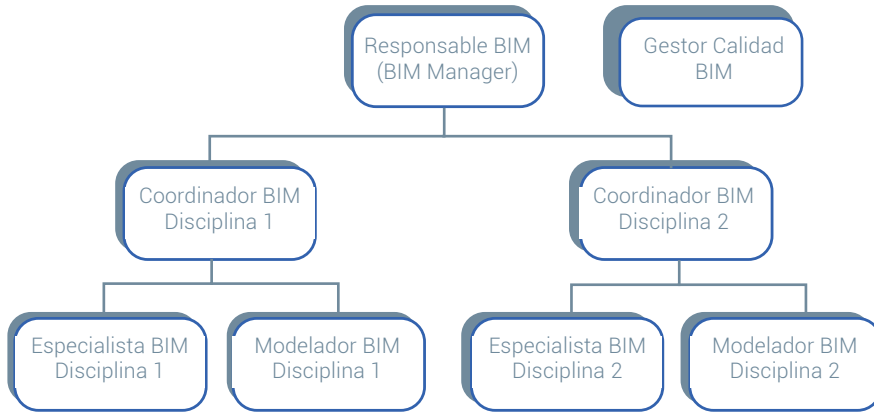 Responsable BIM
(BIM Manager)
Gestor Calidad
BIM
Coordinador BIM
Disciplina 1
Coordinador BIM
Disciplina 2
Especialista BIM
Disciplina 1
Modelador BIM
Disciplina 1
Especialista BIM
Disciplina 2
Modelador BIM
Disciplina 2